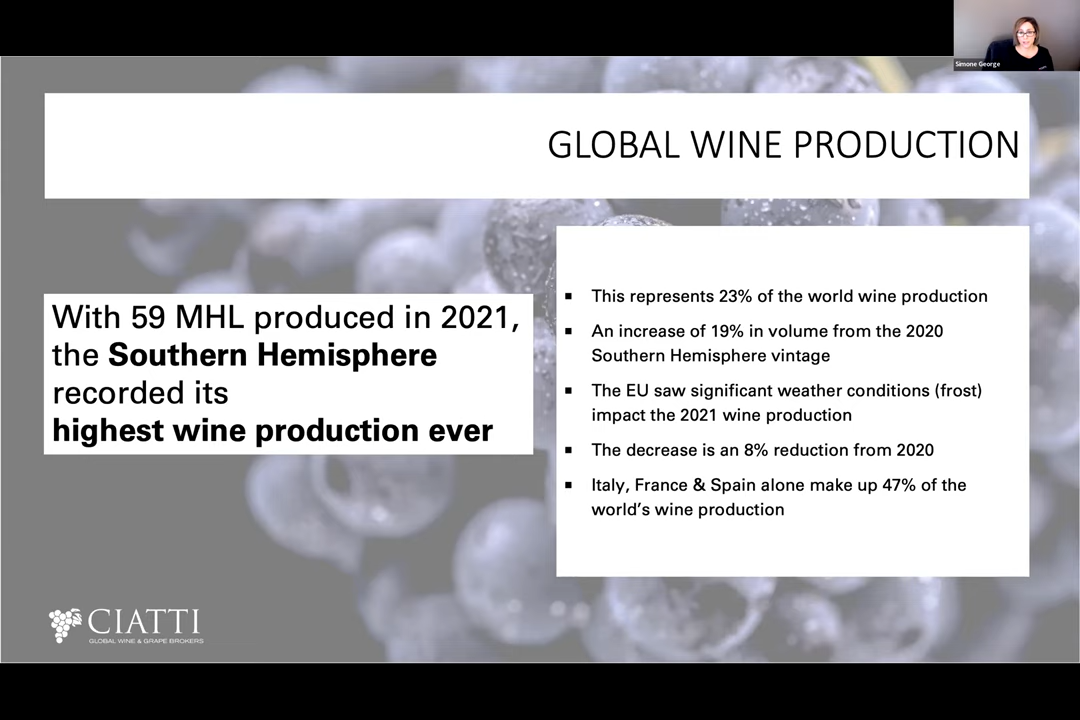 Simone George
GLOBAL WINE PRODUCTION
With 59 MHL produced in 2021,
the Southern Hemisphere
recorded its
highest wine production ever
▪ This represents 23% of the world wine production
▪ An increase of 19% in volume from the 2020
Southern Hemisphere vintage
▪ The EU saw significant weather conditions (frost)
impact the 2021 wine production
▪ The decrease is an 8% reduction from 2020
▪ Italy, France & Spain alone make up 47% of the
world’s wine production
CIATTI
GLOBAL WINE & GRAPE BROKERS